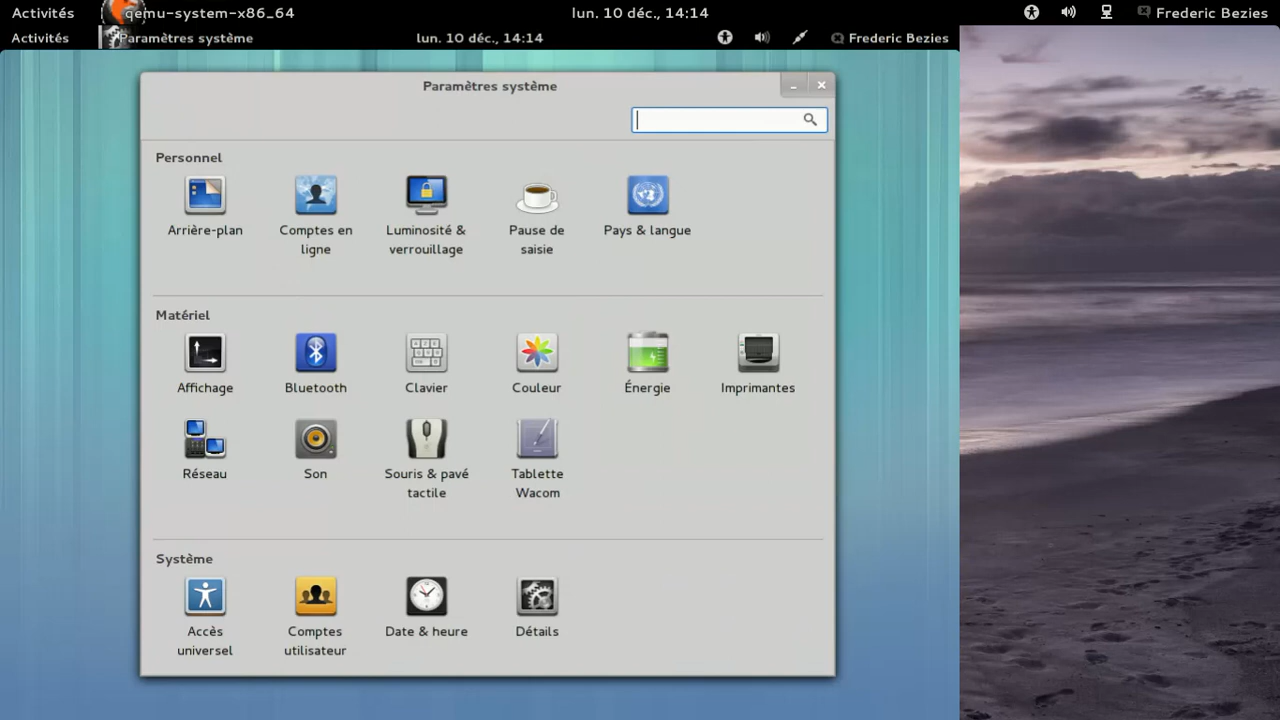 Activités qemu-system-x86_64 lun. 10 déc., 14:14 Frederic Bezies
Activités Paramètres système lun. 10 déc., 14:14 Frederic Bezies
Paramètres système
Personnel
Arrière-plan
Comptes en
ligne
Luminosité &
verrouillage
Pause de
saisie
Pays & langue
Matériel
Affichage
Bluetooth
Clavier
Couleur
Énergie
Imprimantes
Réseau
Son
Souris & pavé
tactile
Tablette
Wacom
Système
Accès
universel
Comptes
utilisateur
Date & heure
Détails